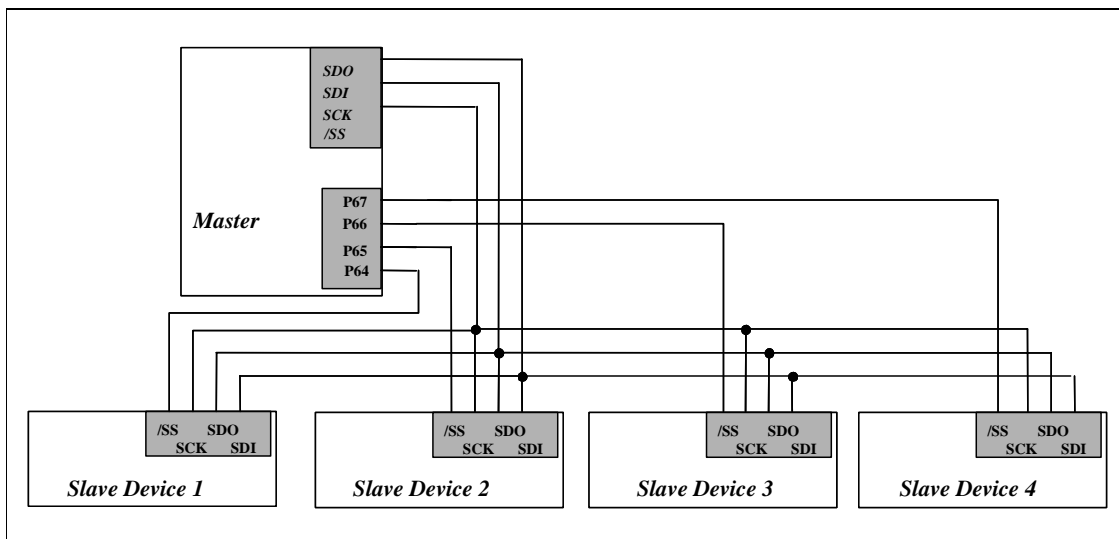 SDO
SDI
SCK
/SS
Master
P67
P66
P65
P64
/SS SDO
SCK SDI
Slave Device 1
/SS SDO
SCK SDI
Slave Device 2
/SS SDO
SCK SDI
Slave Device 3
/SS SDO
SCK SDI
Slave Device 4